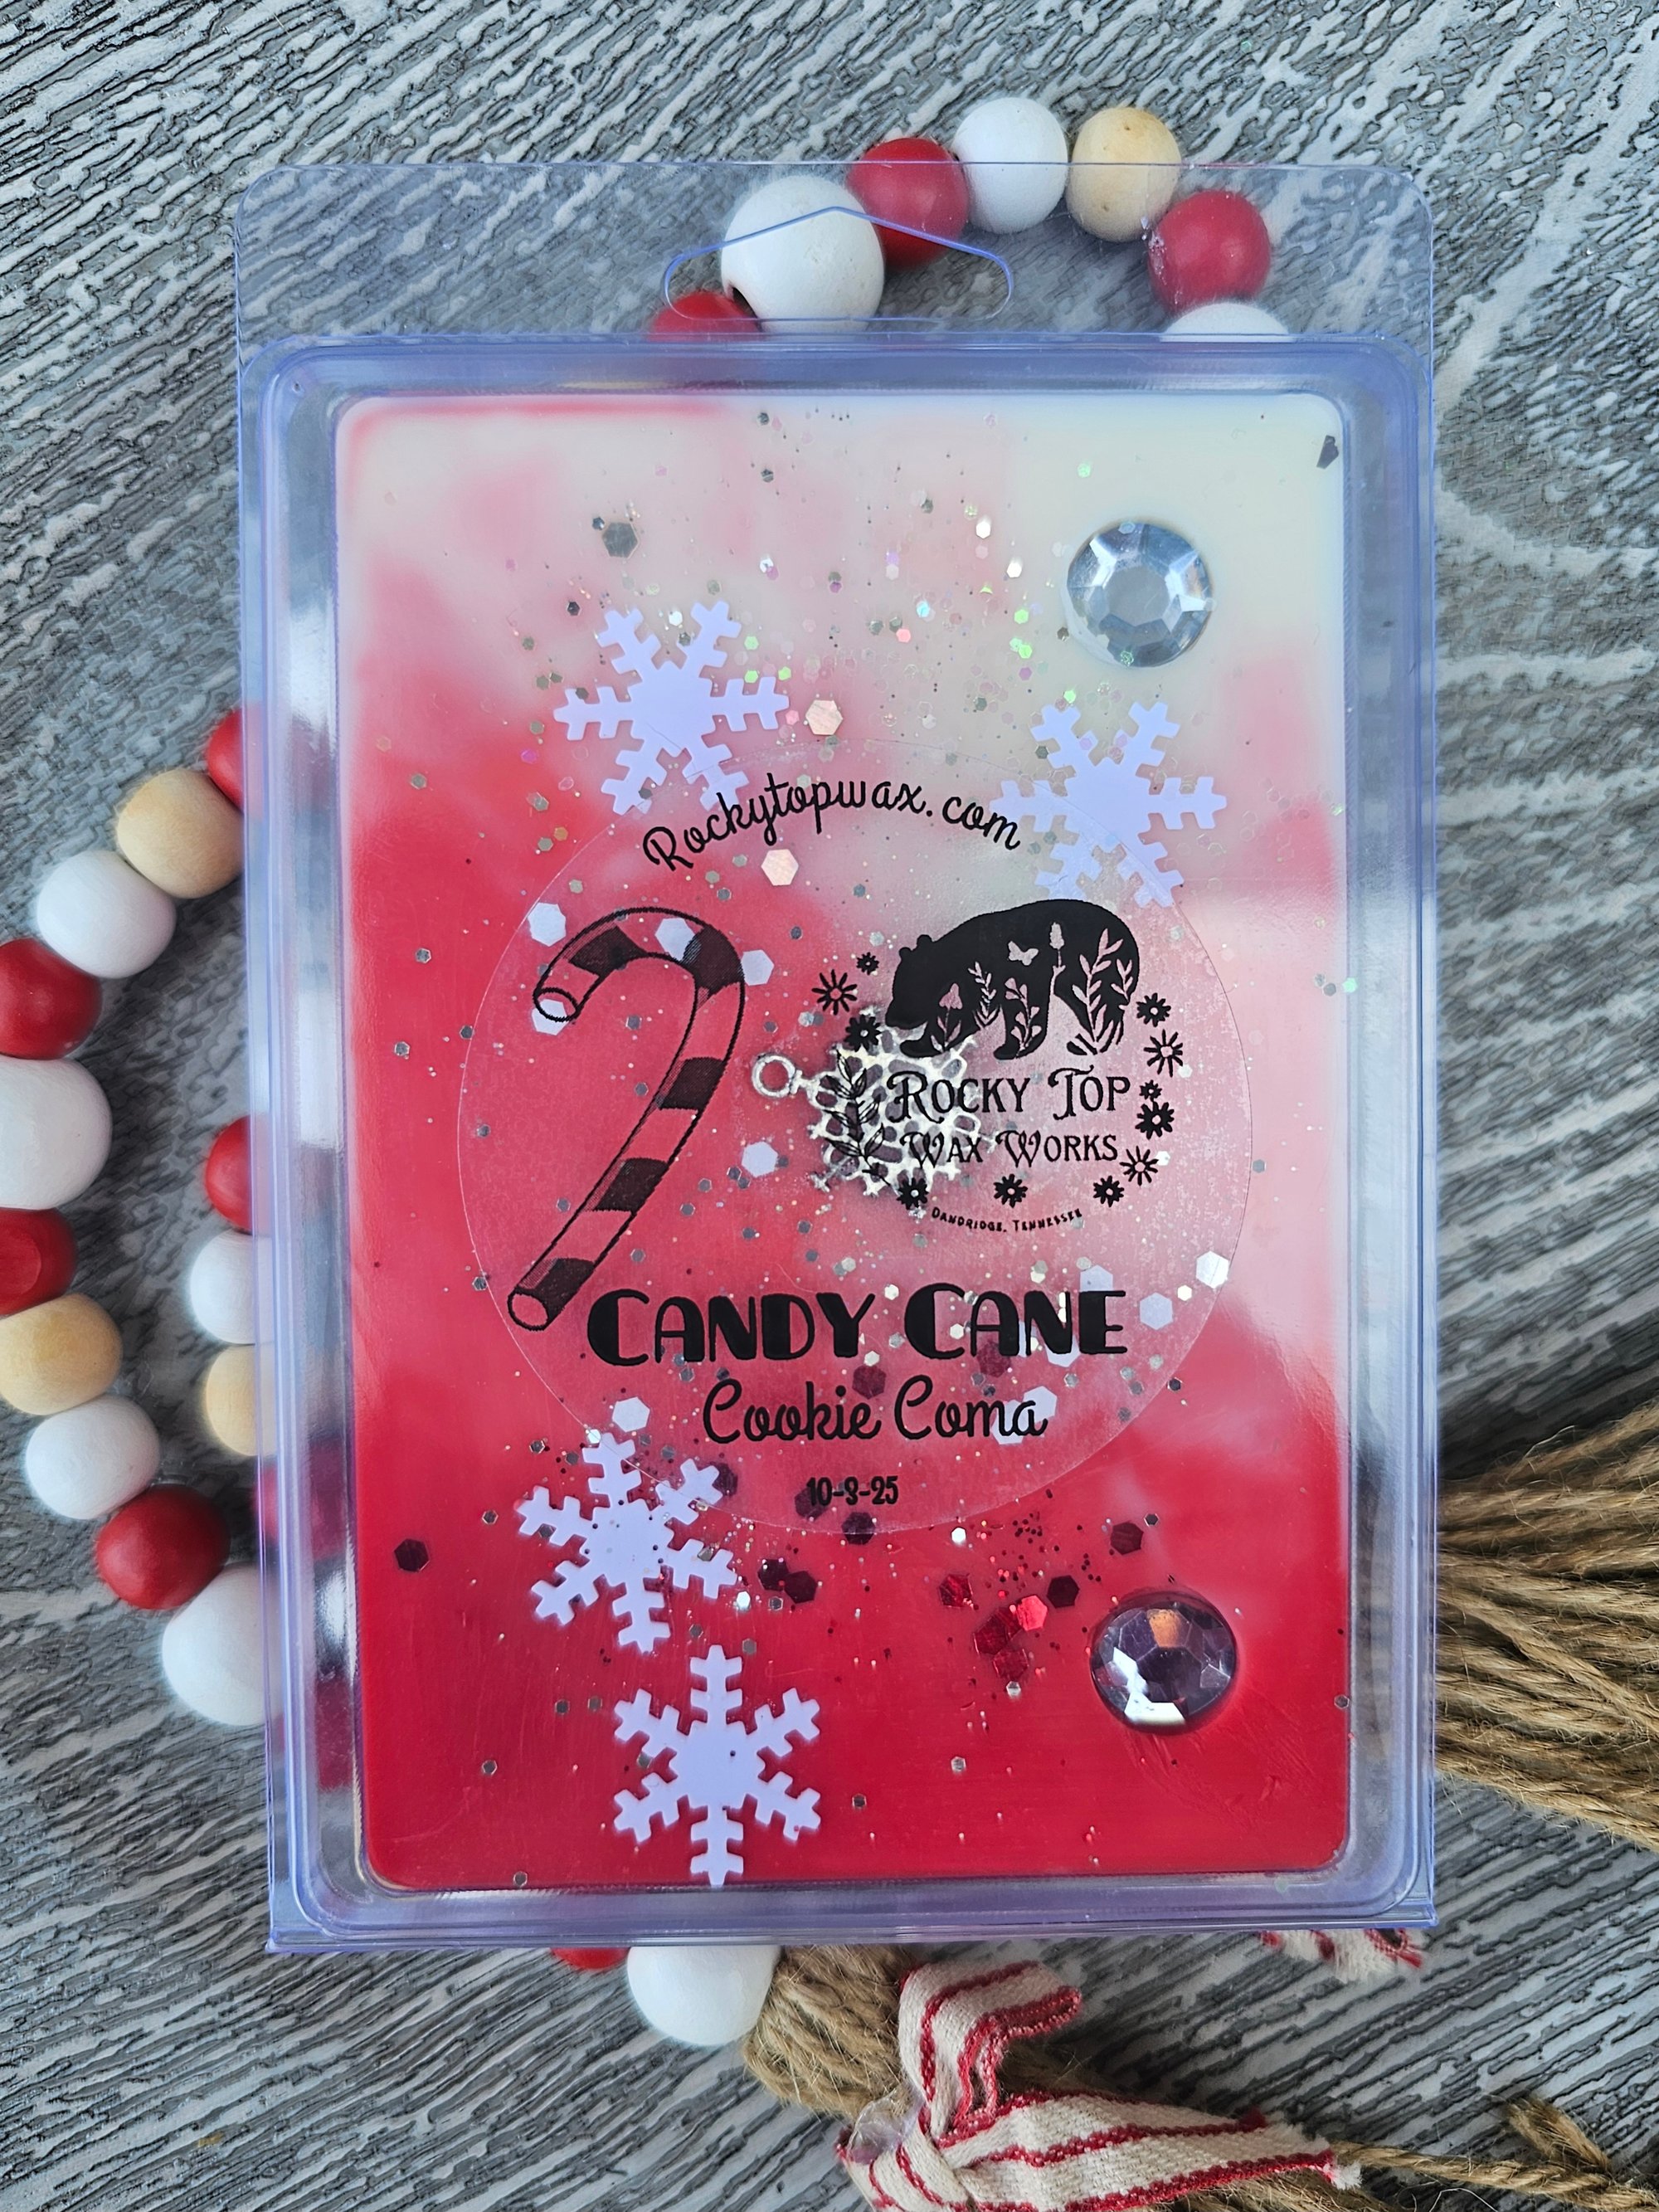 Rockytopwax.com
Rocky Top
Wax Works
Dandridge, Tennessee
Candy Cane
Cookie Coma
10-8-25